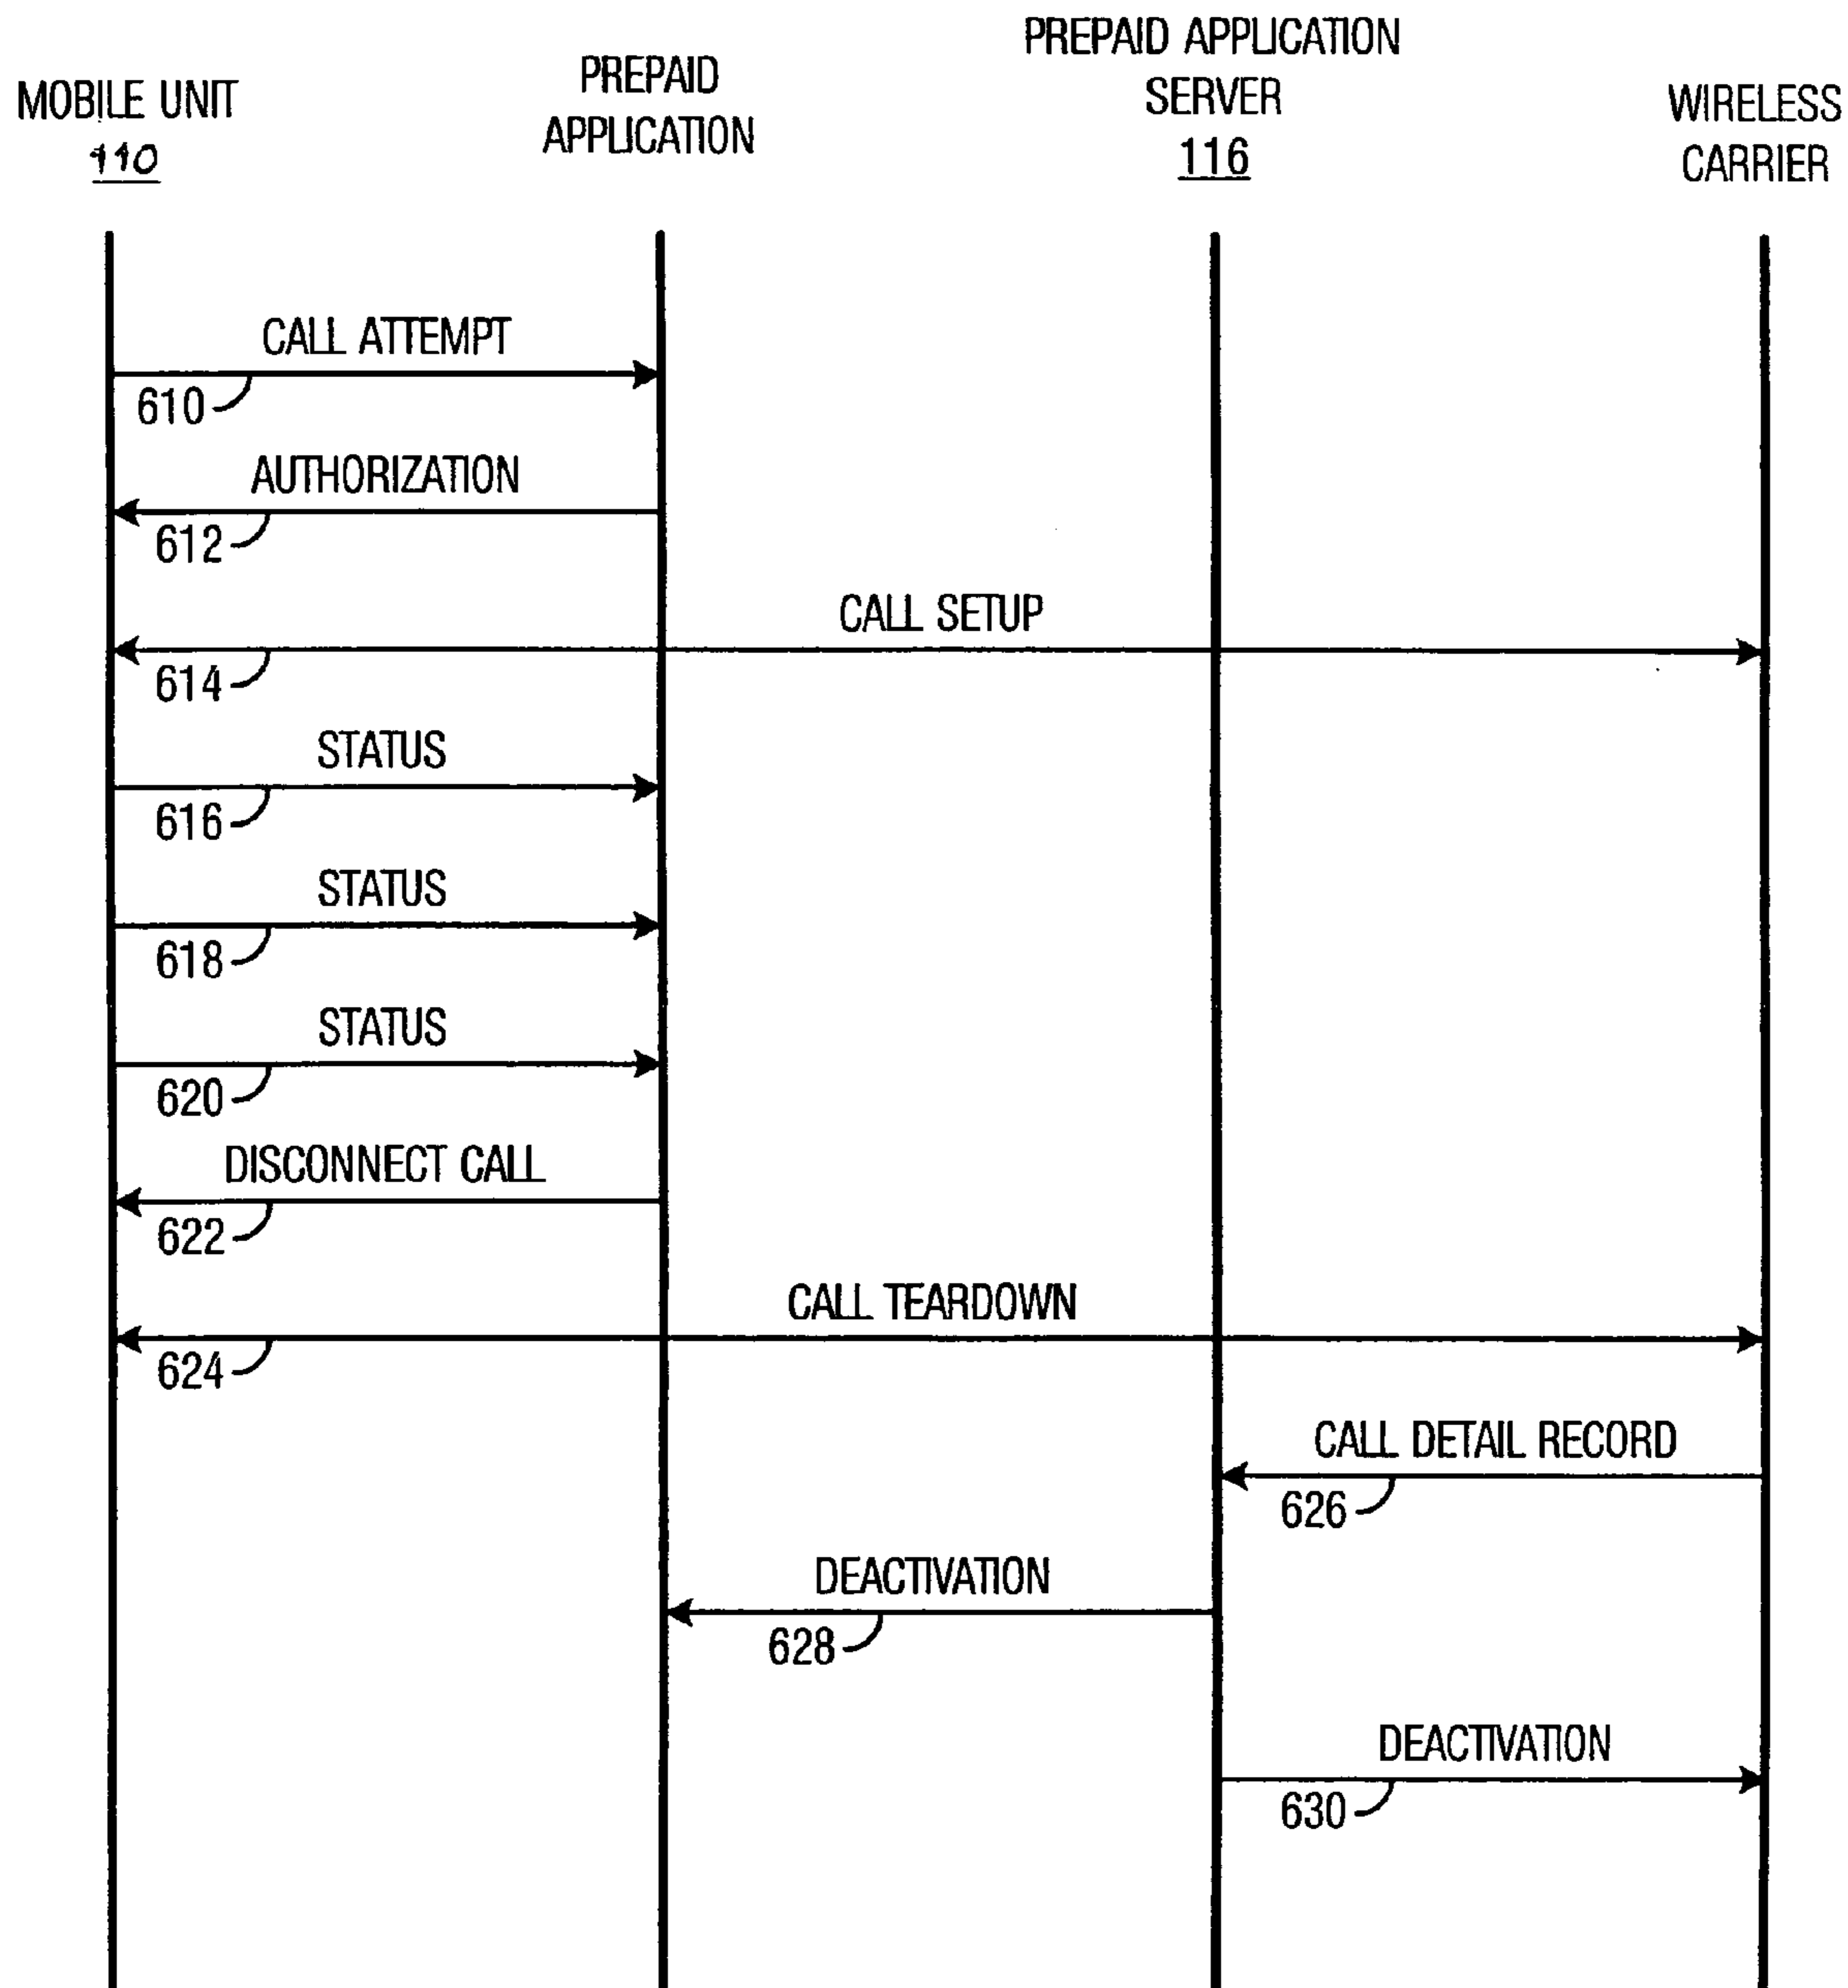 MOBILE UNIT
110
PREPAID
APPLICATION
PREPAID APPLICATION
SERVER
116
WIRELESS
CARRIER
CALL ATTEMPT
610
AUTHORIZATION
612
CALL SETUP
614
STATUS
616
STATUS
618
STATUS
620
DISCONNECT CALL
622
CALL TEARDOWN
624
CALL DETAIL RECORD
626
DEACTIVATION
628
DEACTIVATION
630